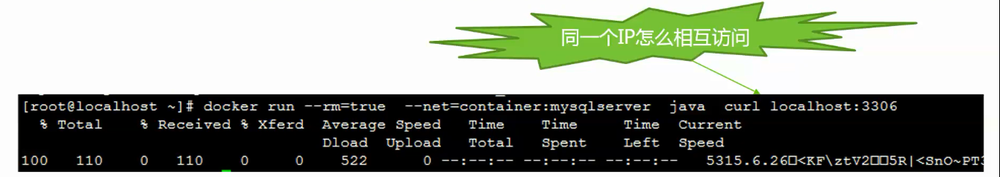 同一个IP怎么相互访问
[root@localhost ~]# docker run --rm=true --net=container:mysqlserver java curl localhost:3306
% Total % Received % Xferd Average Speed Time Time Time Current
Dload Upload Total Spent Left Speed
100 110 0 110 0 0 522 0 --:--:-- --:--:-- --:--:-- 5315.6.26□<KF\ztV2□□5R|<SnO~PT